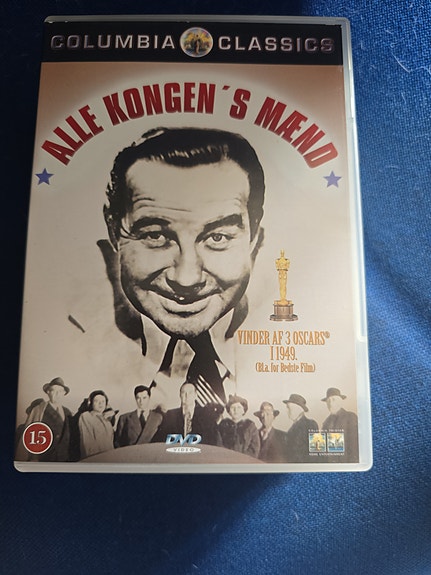 COLUMBIA CLASSICS
ALLE KONGEN´S MÆND
VINDER AF 3 OSCARS®
I 1949.
(Bl.a. for Bedste Film)
15
DVD
VIDEO